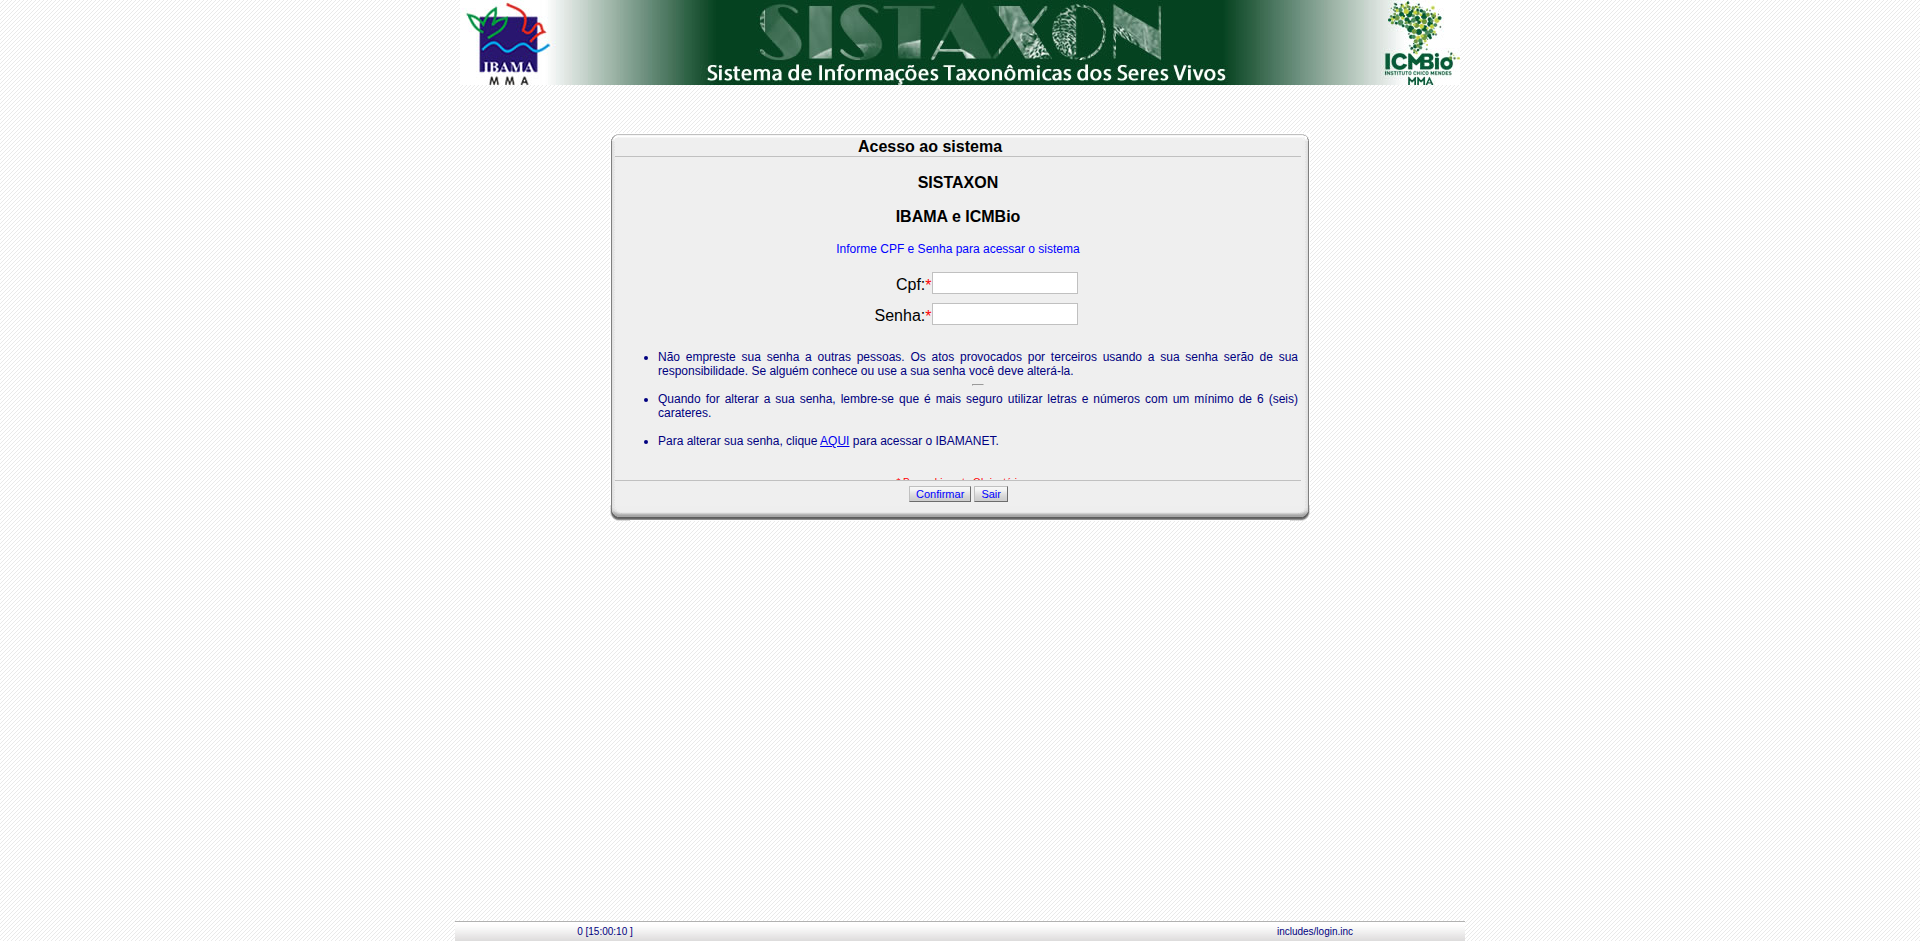 IBAMA
M M A
SISTAXON
Sistema de Informações Taxonômicas dos Seres Vivos
ICMBio
INSTITUTO CHICO MENDES
MMA
Acesso ao sistema
SISTAXON
IBAMA e ICMBio
Informe CPF e Senha para acessar o sistema
Cpf:*
Senha:*
Não empreste sua senha a outras pessoas. Os atos provocados por terceiros usando a sua senha serão de sua
responsibilidade. Se alguém conhece ou use a sua senha você deve alterá-la.
Quando for alterar a sua senha, lembre-se que é mais seguro utilizar letras e números com um mínimo de 6 (seis)
carateres.
Para alterar sua senha, clique AQUI para acessar o IBAMANET.
Confirmar Sair
0 [15:00:10 ]
includes/login.inc